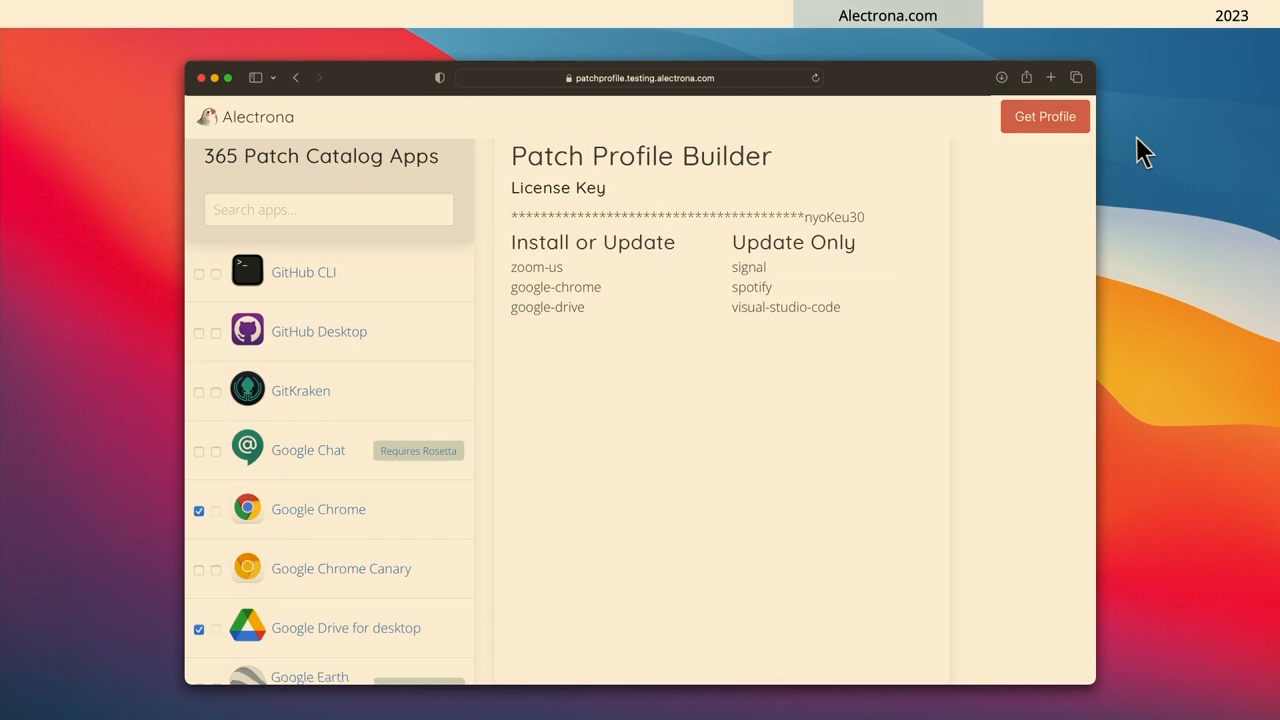 Alectrona.com
2023
patchprofile.testing.alectrona.com
Alectrona
Get Profile
365 Patch Catalog Apps
Search apps...
GitHub CLI
GitHub Desktop
GitKraken
Google Chat
Requires Rosetta
Google Chrome
Google Chrome Canary
Google Drive for desktop
Google Earth
Patch Profile Builder
License Key
****************************************nyoKeu30
Install or Update
zoom-us
google-chrome
google-drive
Update Only
signal
spotify
visual-studio-code